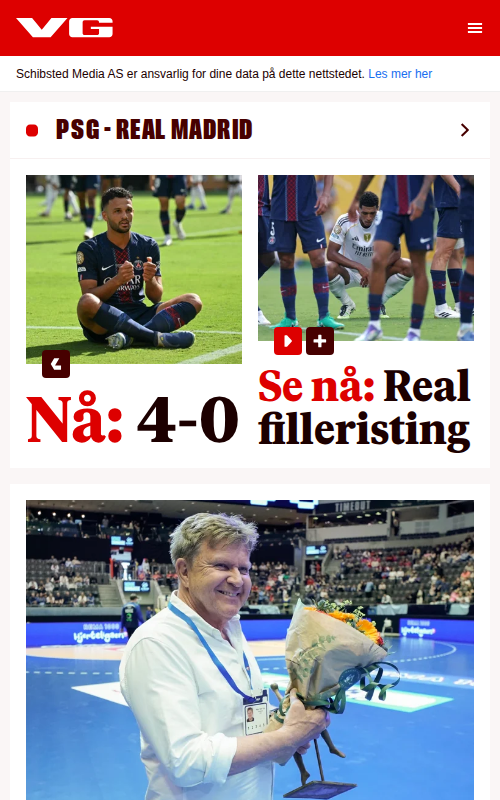 VG
Schibsted Media AS er ansvarlig for dine data på dette nettstedet. Les mer her
PSG - REAL MADRID
Nå: 4-0
Se nå: Real
filleristing